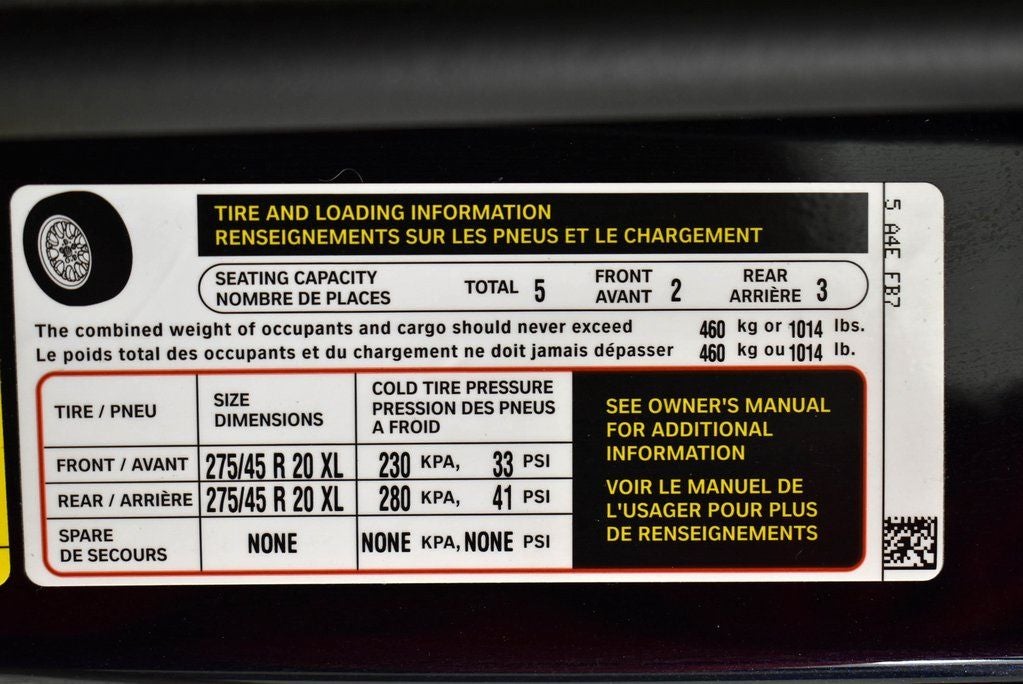 TIRE AND LOADING INFORMATION
RENSEIGNEMENTS SUR LES PNEUS ET LE CHARGEMENT
SEATING CAPACITY
NOMBRE DE PLACES
TOTAL 5
FRONT
AVANT 2
REAR
ARRIÈRE 3
The combined weight of occupants and cargo should never exceed 460 kg or 1014 lbs.
Le poids total des occupants et du chargement ne doit jamais dépasser 460 kg ou 1014 lb.
TIRE / PNEU
SIZE
DIMENSIONS
COLD TIRE PRESSURE
PRESSION DES PNEUS
A FROID
FRONT / AVANT 275/45 R 20 XL 230 KPA, 33 PSI
REAR / ARRIÈRE 275/45 R 20 XL 280 KPA, 41 PSI
SPARE
DE SECOURS
NONE NONE KPA, NONE PSI
SEE OWNER'S MANUAL
FOR ADDITIONAL
INFORMATION
VOIR LE MANUEL DE
L'USAGER POUR PLUS
DE RENSEIGNEMENTS
5 A4E FB7